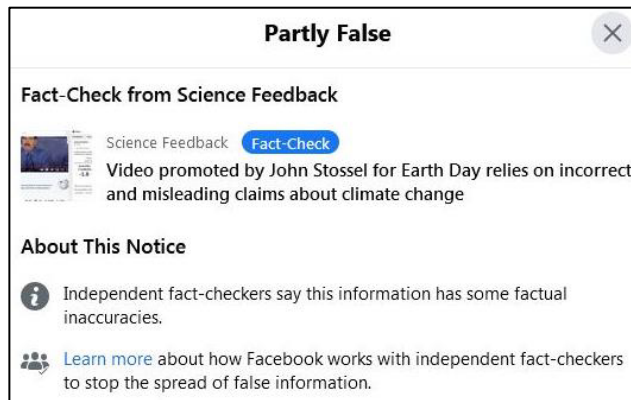 Partly False
Fact-Check from Science Feedback
Science Feedback Fact-Check
Video promoted by John Stossel for Earth Day relies on incorrect
and misleading claims about climate change
About This Notice
Independent fact-checkers say this information has some factual
inaccuracies.
Learn more about how Facebook works with independent fact-checkers
to stop the spread of false information.